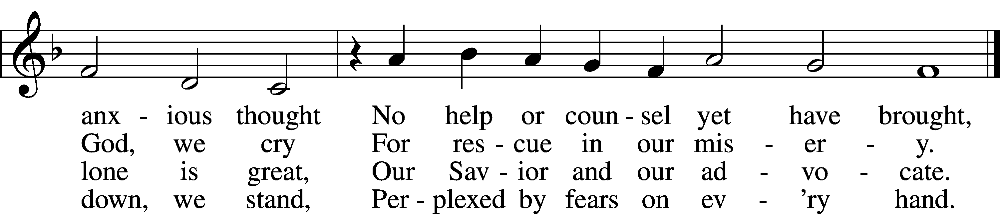 anx - ious thought No help or coun - sel yet have brought,
God, we cry For res - cue in our mis - er - y.
lone is great, Our Sav - ior and our ad - vo - cate.
down, we stand, Per - plexed by fears on ev - 'ry hand.